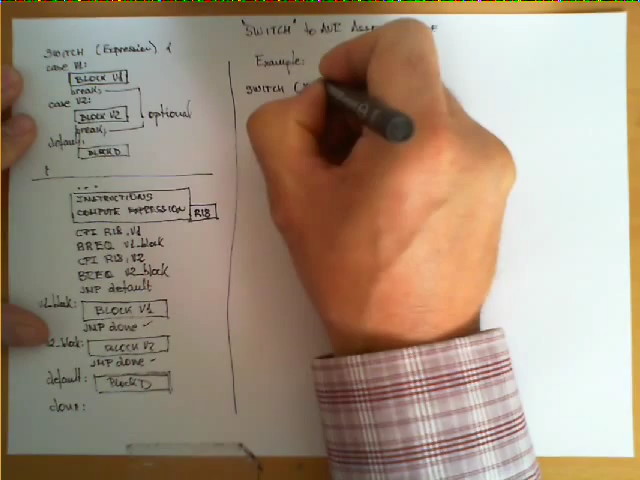 SWITCH (Expression) {
case V1:
BLOCK V1
break;
case V2:
BLOCK V2
break;
optional
default:
BLOCK D
}
...
INSTRUCTIONS
COMPUTE EXPRESSION R18
CPI R18, V1
BREQ V1_block
CPI R18, V2
BREQ V2_block
JMP default
V1_block: BLOCK V1
JMP done
V2_block: BLOCK V2
JMP done
default: Block D
done:
"SWITCH" to AVR
Example:
SWITCH (